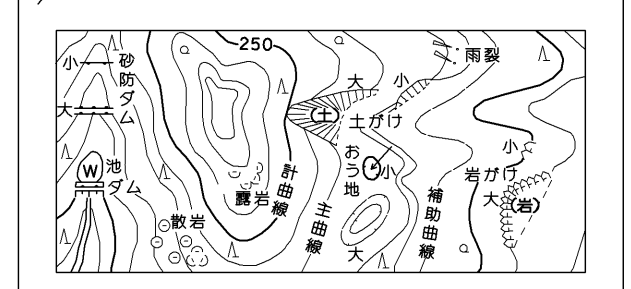 250
小
砂防ダム
大
W
池
ダム
散岩
露岩
計曲線
主曲線
大
小
(土)
土がけ
おう地
小
大
補助曲線
雨裂
小
岩がけ
大
(岩)